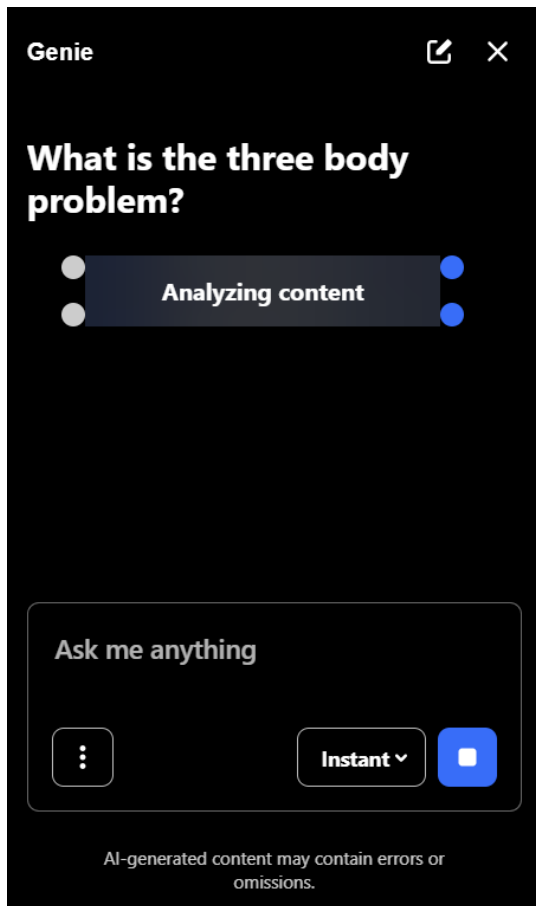 Genie
What is the three body
problem?
Analyzing content
Ask me anything
Instant
AI-generated content may contain errors or
omissions.